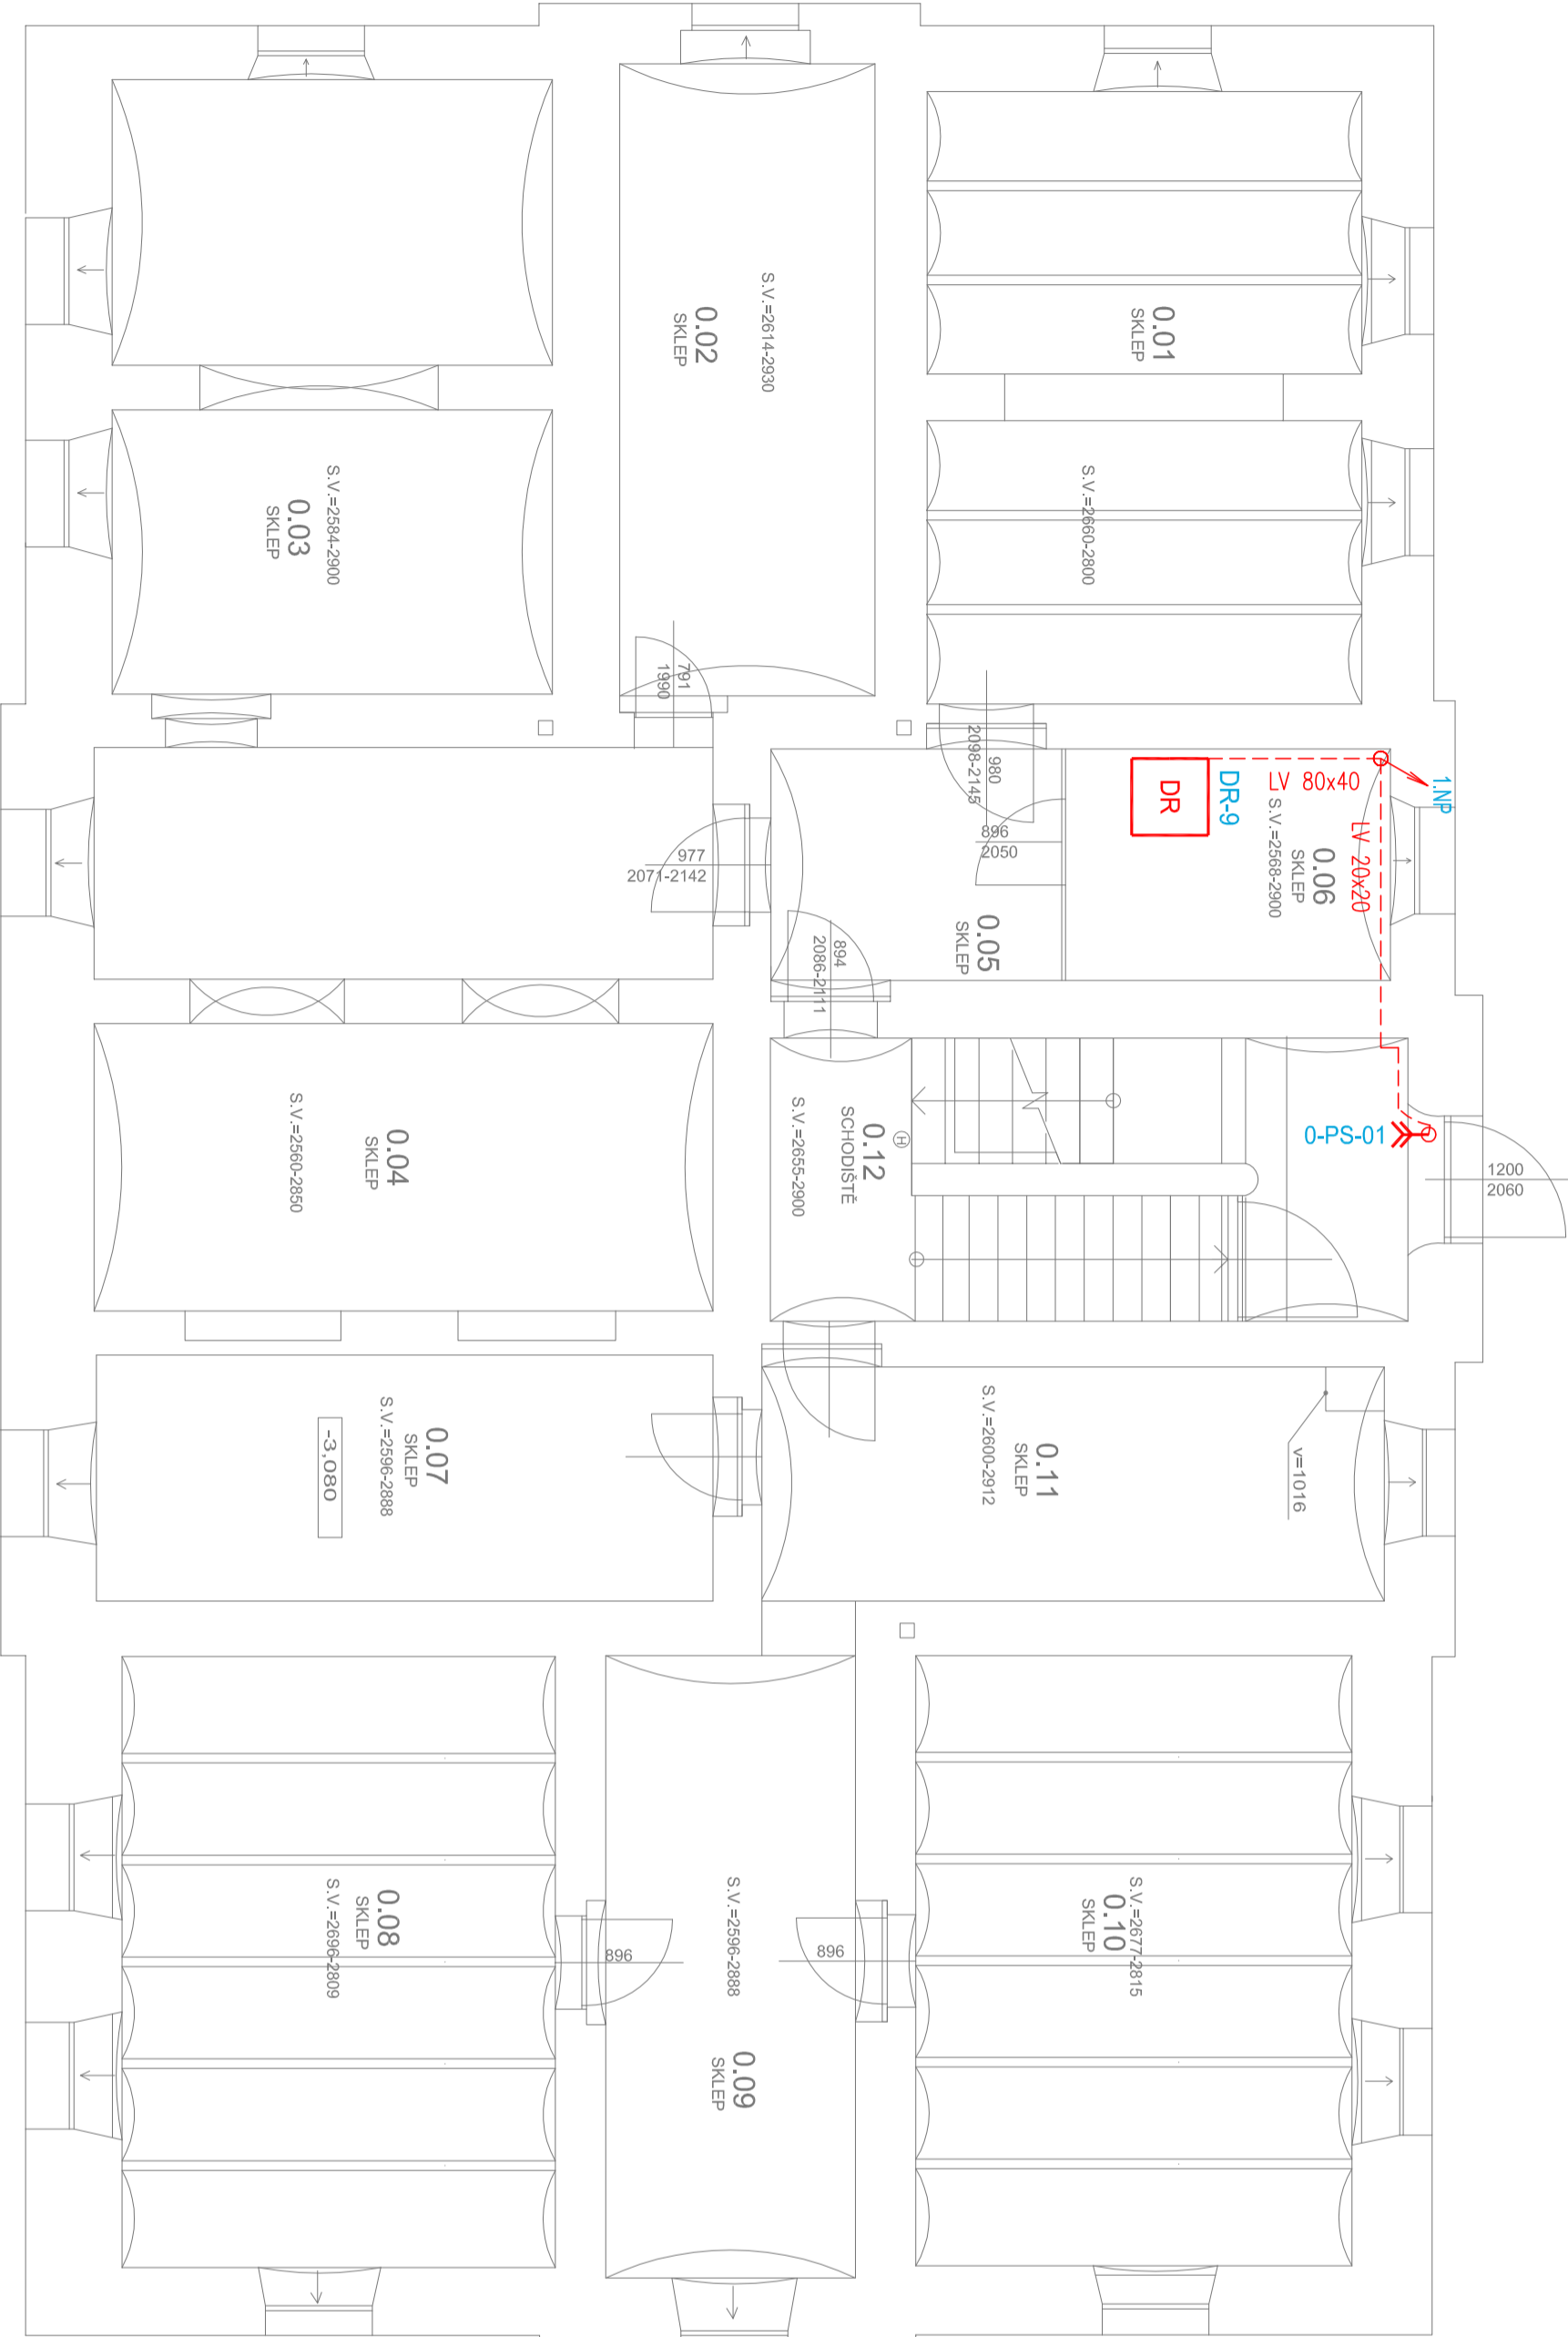 S.V.=2614-2930
0.02
SKLEP
0.01
SKLEP
S.V.=2660-2800
S.V.=2584-2900
0.03
SKLEP
791
1990
980
2098-2145
896
2050
977
2071-2142
894
2086-2111
DR
DR-9
LV 80x40
LV 20x20
1.NP
0.06
SKLEP
S.V.=2568-2900
0.05
SKLEP
0.04
SKLEP
S.V.=2560-2850
0.12
SCHODIŠTĚ
S.V.=2655-2900
H
0-PS-01
1200
2060
0.07
SKLEP
S.V.=2596-2888
-3,080
0.11
SKLEP
S.V.=2600-2912
v=1016
0.08
SKLEP
S.V.=2696-2809
896
S.V.=2596-2888
0.09
SKLEP
896
S.V.=2677-2815
0.10
SKLEP